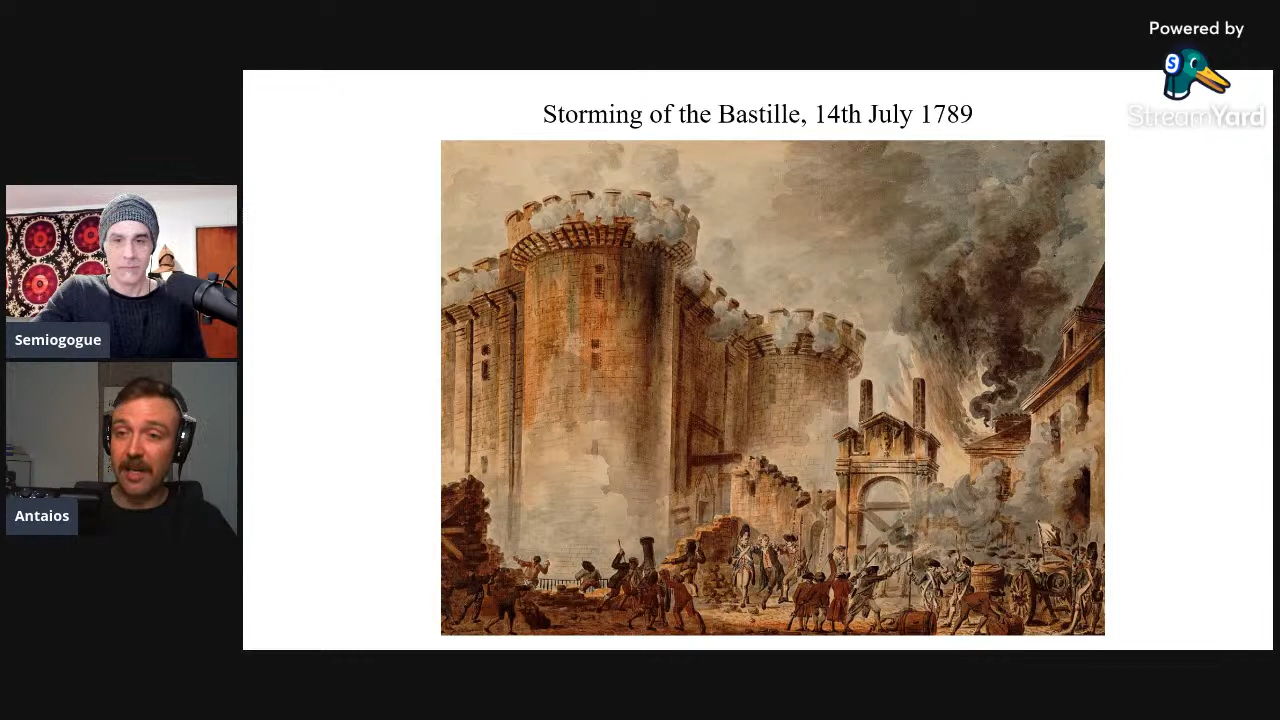 Powered by
S
StreamYard
Storming of the Bastille, 14th July 1789
Semiogogue
Antaios